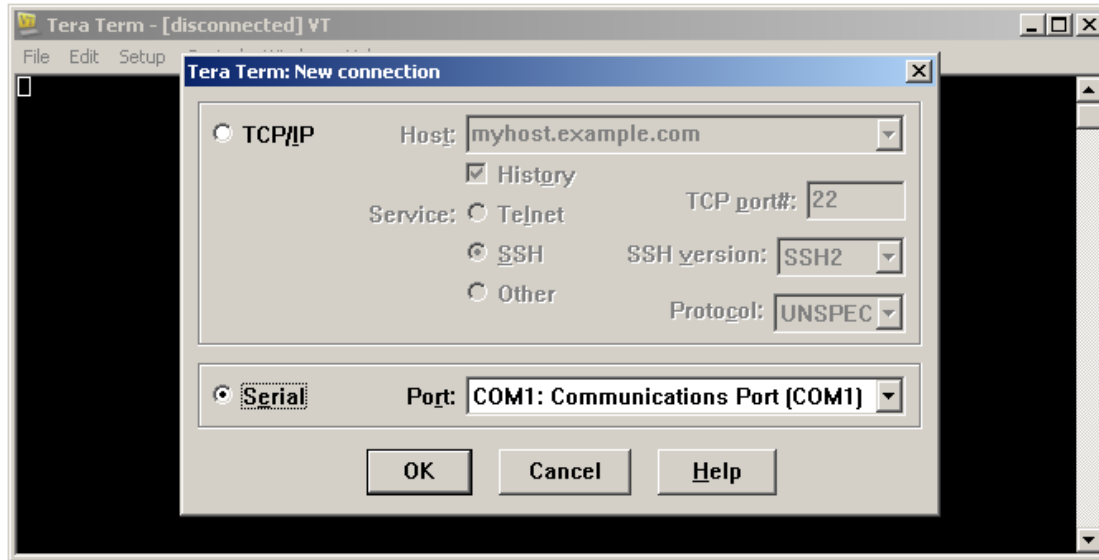 Tera Term - [disconnected] VT
File Edit Setup
Tera Term: New connection
TCP/IP Host: myhost.example.com
History
Service: Telnet TCP port#: 22
SSH SSH version: SSH2
Other Protocol: UNSPEC
Serial Port: COM1: Communications Port (COM1)
OK Cancel Help